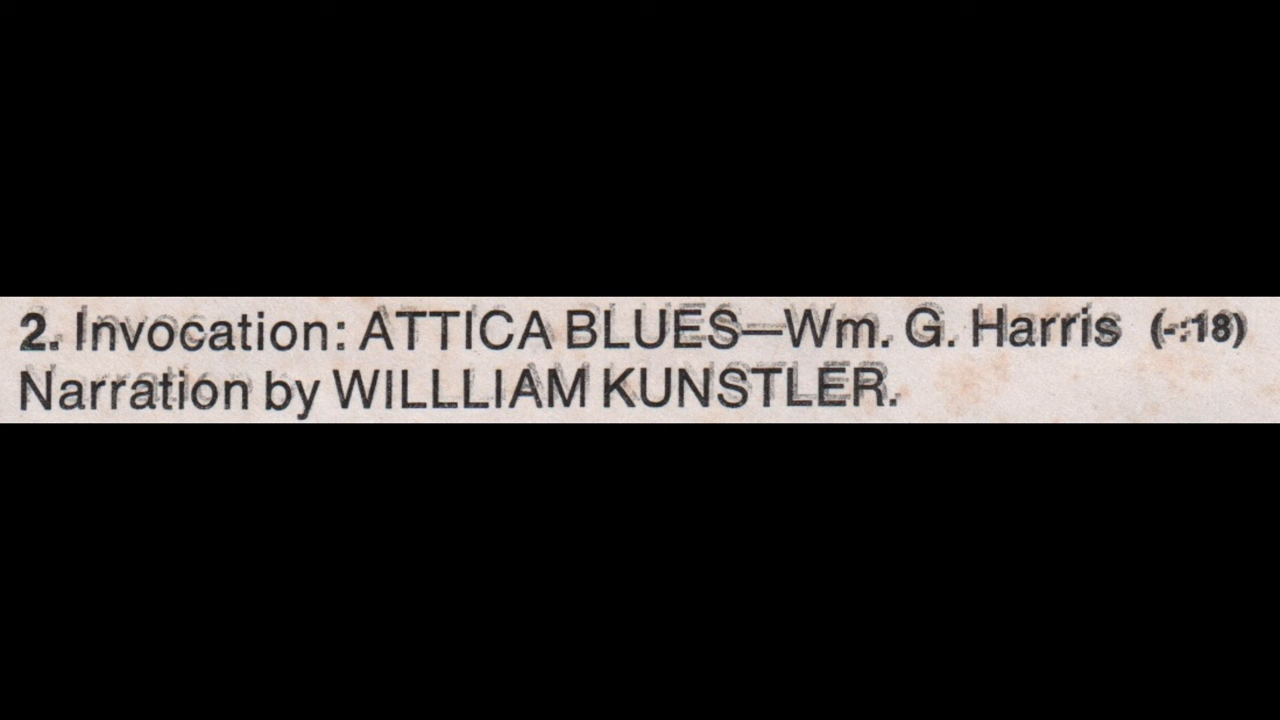 2. Invocation: ATTICA BLUES—Wm. G. Harris (-:18)
Narration by WILLLIAM KUNSTLER.